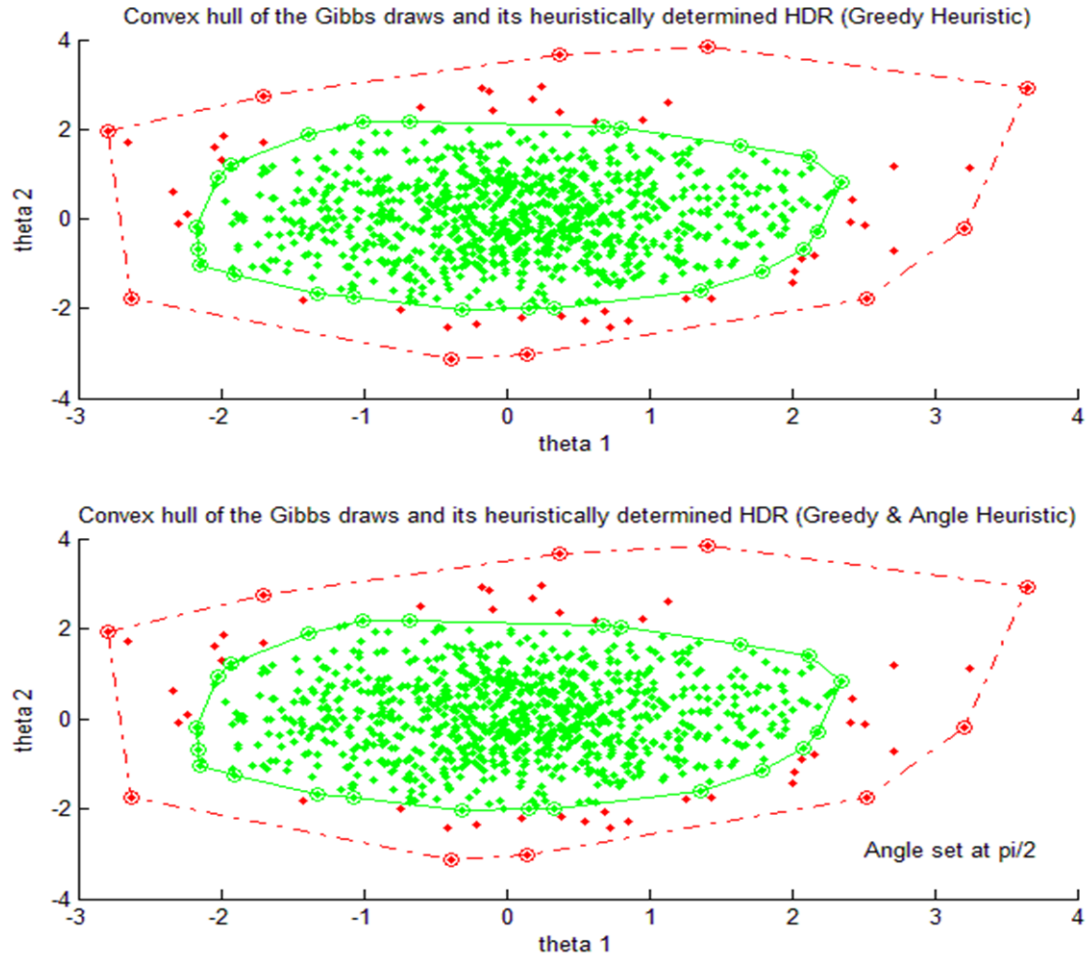 Convex hull of the Gibbs draws and its heuristically determined HDR (Greedy Heuristic)
4
2
0
-2
-4
theta 2
-3 -2 -1 0 1 2 3 4
theta 1
Convex hull of the Gibbs draws and its heuristically determined HDR (Greedy & Angle Heuristic)
4
2
0
-2
-4
theta 2
Angle set at pi/2
-3 -2 -1 0 1 2 3 4
theta 1